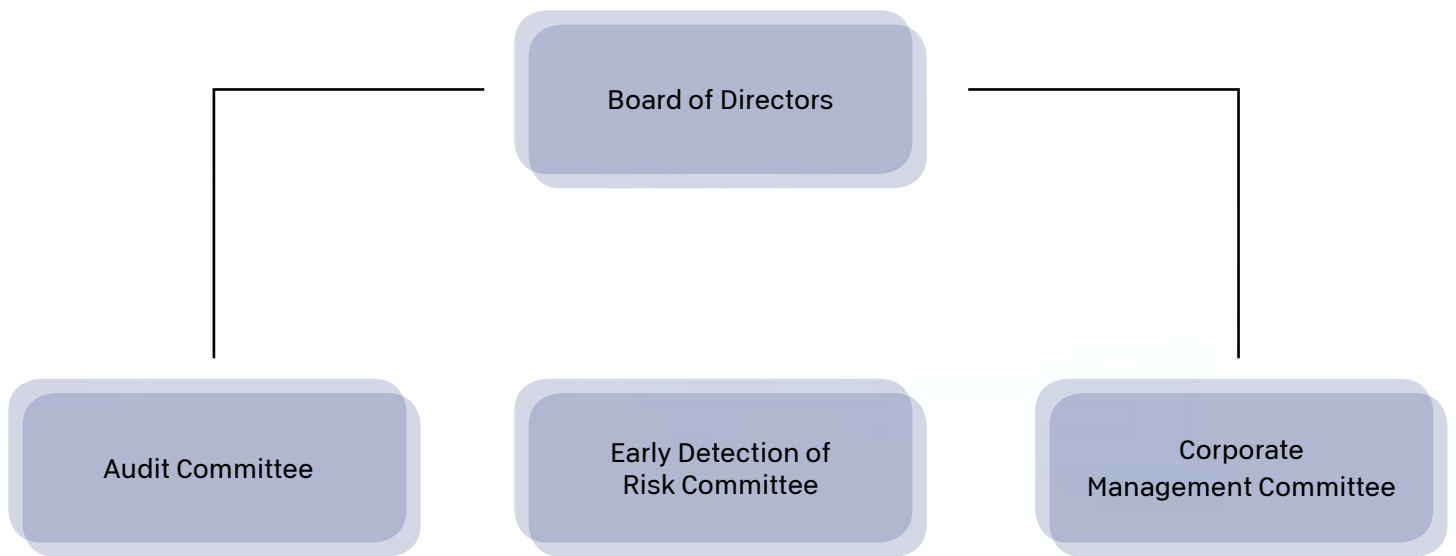 Board of Directors
Audit Committee
Early Detection of
Risk Committee
Corporate
Management Committee